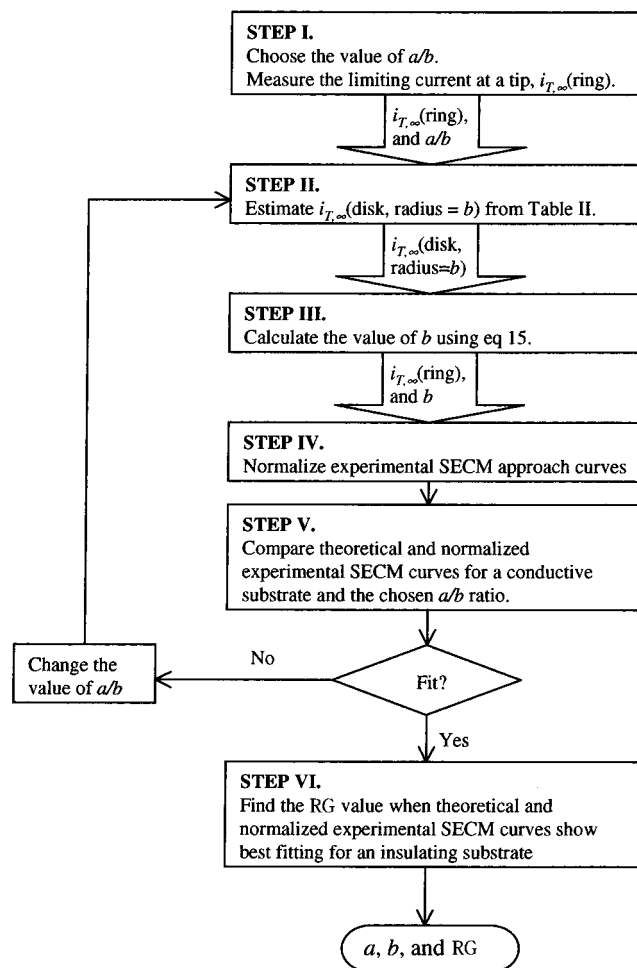 STEP I.
Choose the value of a/b.
Measure the limiting current at a tip, iT,∞(ring).
iT,∞(ring),
and a/b
STEP II.
Estimate iT,∞(disk, radius = b) from Table II.
iT,∞(disk,
radius=b)
STEP III.
Calculate the value of b using eq 15.
iT,∞(ring),
and b
STEP IV.
Normalize experimental SECM approach curves
STEP V.
Compare theoretical and normalized
experimental SECM curves for a conductive
substrate and the chosen a/b ratio.
Change the
value of a/b
No
Fit?
Yes
STEP VI.
Find the RG value when theoretical and
normalized experimental SECM curves show
best fitting for an insulating substrate
a, b, and RG